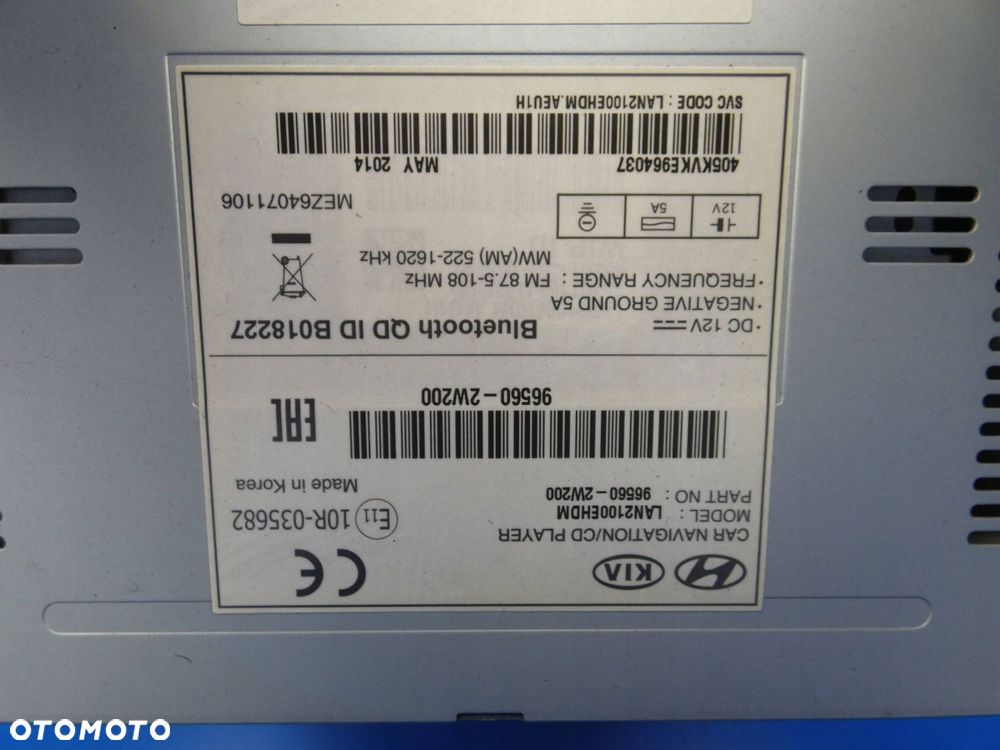 KIA
CAR NAVIGATION/CD PLAYER
MODEL : LAN2100EHDM
PART NO : 96560-2W200
CE
E11 10R-035682
Made in Korea
96560-2W200
EAC
· DC 12V
· NEGATIVE GROUND 5A
· FREQUENCY RANGE : FM 87.5-108 MHz
MW(AM) 522-1620 kHz
Bluetooth QD ID B018227
12V 5A
MEZ64071106
405KVKE964037 MAY 2014
SVC CODE : LAN2100EHDM.AEU1H
OTOMOTO